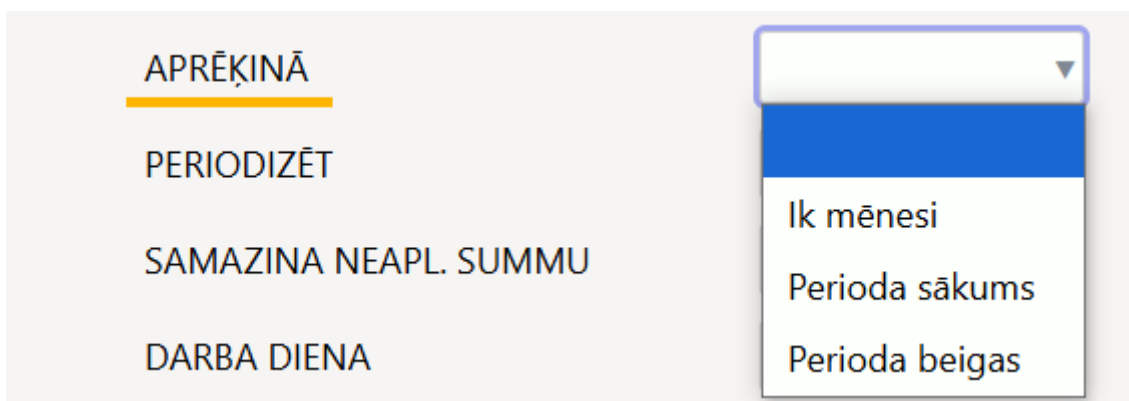 APRĒĶINĀ
PERIODIZĒT
Ik mēnesi
SAMAZINA NEAPL. SUMMU
Perioda sākums
DARBA DIENA
Perioda beigas